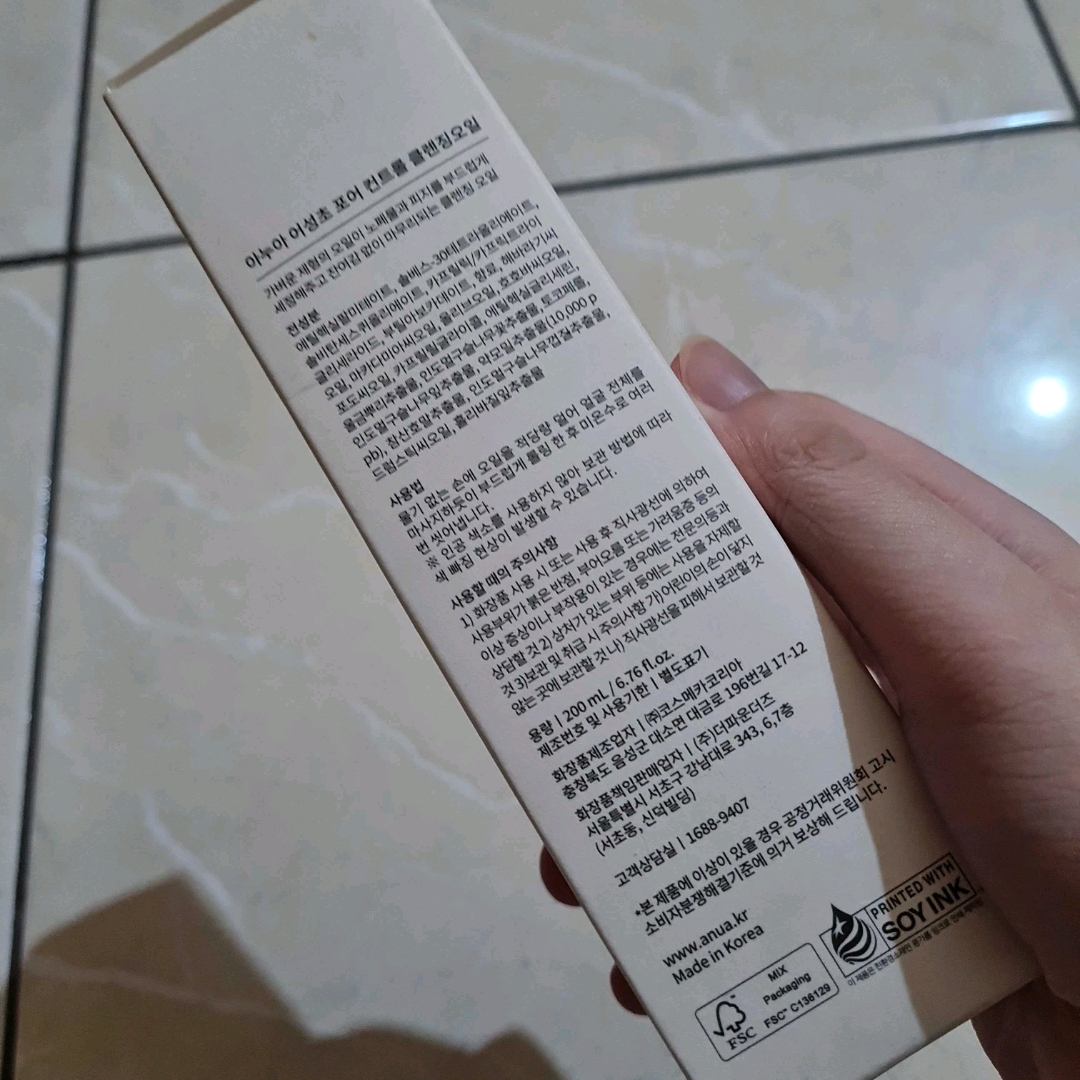 아누아 어성초 포어 컨트롤 클렌징오일
가벼운 제형의 오일이 노폐물과 피지를 부드럽게
세정해주고 잔여감 없이 마무리되는 클렌징 오일
전성분
에틸헥실팔미테이트, 솔베스-30테트라올리에이트,
솔비탄세스퀴올리에이트, 카프릴릭/카프릭트라이
글리세라이드, 부틸아보카데이트, 향료, 해바라기씨
오일, 마카다미아씨오일, 올리브오일, 호호바씨오일,
포도씨오일, 카프릴릴글라이콜, 에틸헥실글리세린,
울금뿌리추출물, 인도멀구슬나무꽃추출물, 토코페롤,
인도멀구슬나무잎추출물, 약모밀추출물(10,000 p
pb), 참산호말추출물, 인도멀구슬나무껍질추출물,
드럼스틱씨오일, 홀리바질잎추출물
사용법
물기 없는 손에 오일을 적당량 덜어 얼굴 전체를
마사지하듯이 부드럽게 롤링 한 후 미온수로 여러
번 씻어냅니다.
※ 인공 색소를 사용하지 않아 보관 방법에 따라
색 빠짐 현상이 발생할 수 있습니다.
사용할 때의 주의사항
1) 화장품 사용 시 또는 사용 후 직사광선에 의하여
사용부위가 붉은 반점, 부어오름 또는 가려움증 등의
이상 증상이나 부작용이 있는 경우에는 전문의등과
상담할 것 2) 상처가 있는 부위 등에는 사용을 자제할
것 3)보관 및 취급 시 주의사항 가)어린이의 손이 닿지
않는 곳에 보관할 것 나)직사광선을 피해서 보관할 것
용량 | 200 mL / 6.76 fl.oz.
제조번호 및 사용기한 | 별도표기
화장품제조업자 | ㈜코스메카코리아
충청북도 음성군 대소면 대금로 196번길 17-12
화장품책임판매업자 | (주)더파운더즈
서울특별시 서초구 강남대로 343, 6,7층
(서초동, 신덕빌딩)
고객상담실 | 1688-9407
*본 제품에 이상이 있을 경우 공정거래위원회 고시
소비자분쟁해결기준에 의거 보상해 드립니다.
www.anua.kr
Made in Korea
FSC™
MIX
Packaging
FSC™ C136129
PRINTED WITH
SOY INK
이 제품은 친환경소재인 콩기름 잉크로 인쇄